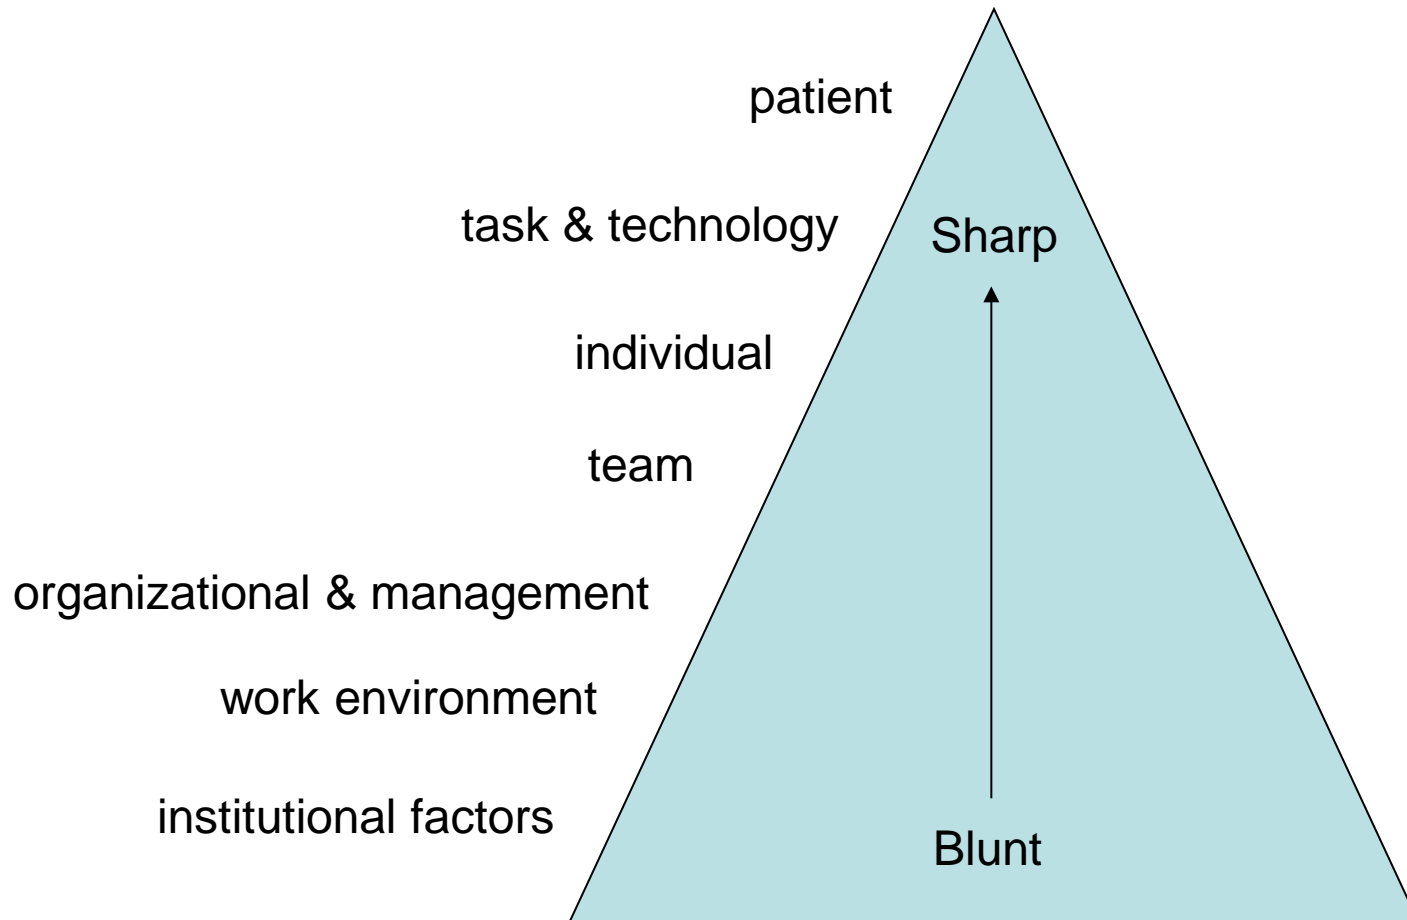 patient
task & technology
Sharp
individual
team
organizational & management
work environment
institutional factors
Blunt